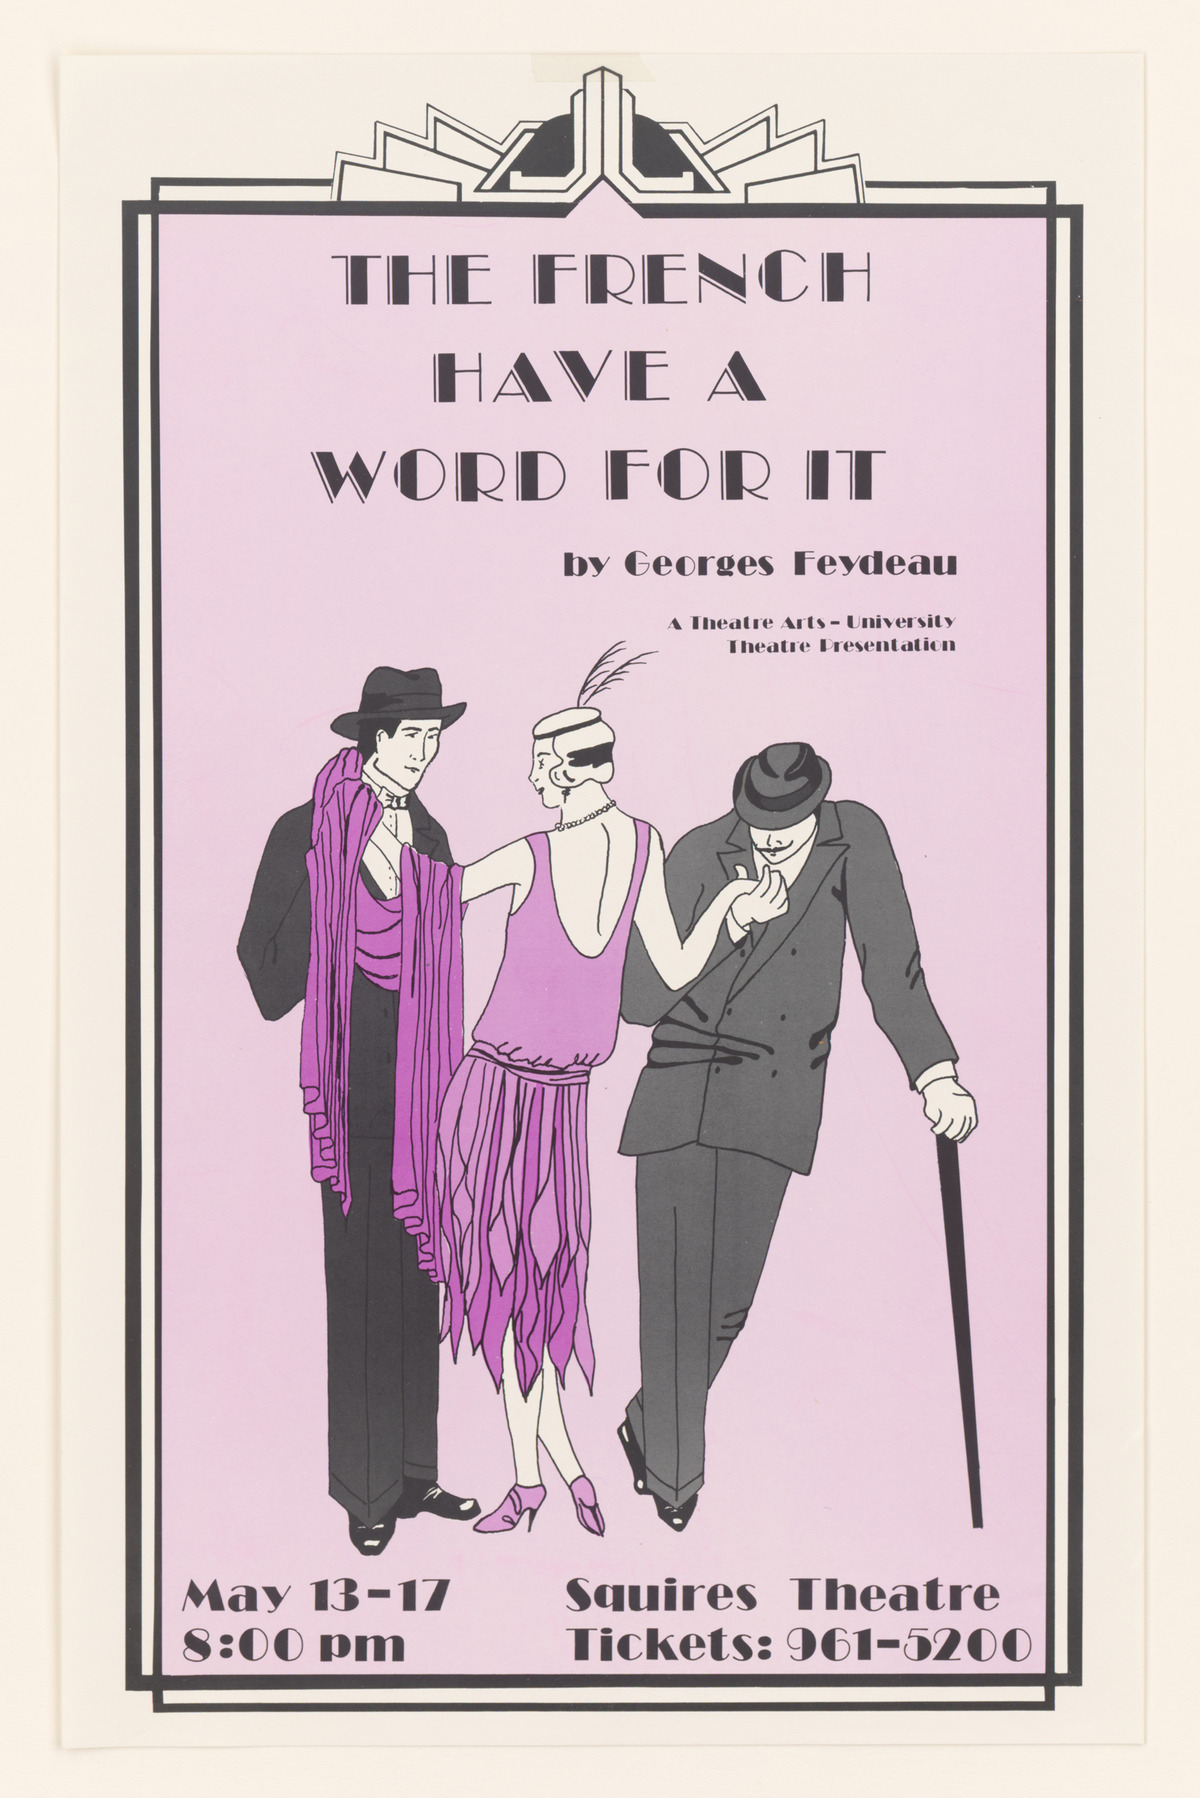 THE FRENCH
HAVE A
WORD FOR IT
by Georges Feydeau
A Theatre Arts - University
Theatre Presentation
May 13-17
8:00 pm
Squires Theatre
Tickets: 961-5200